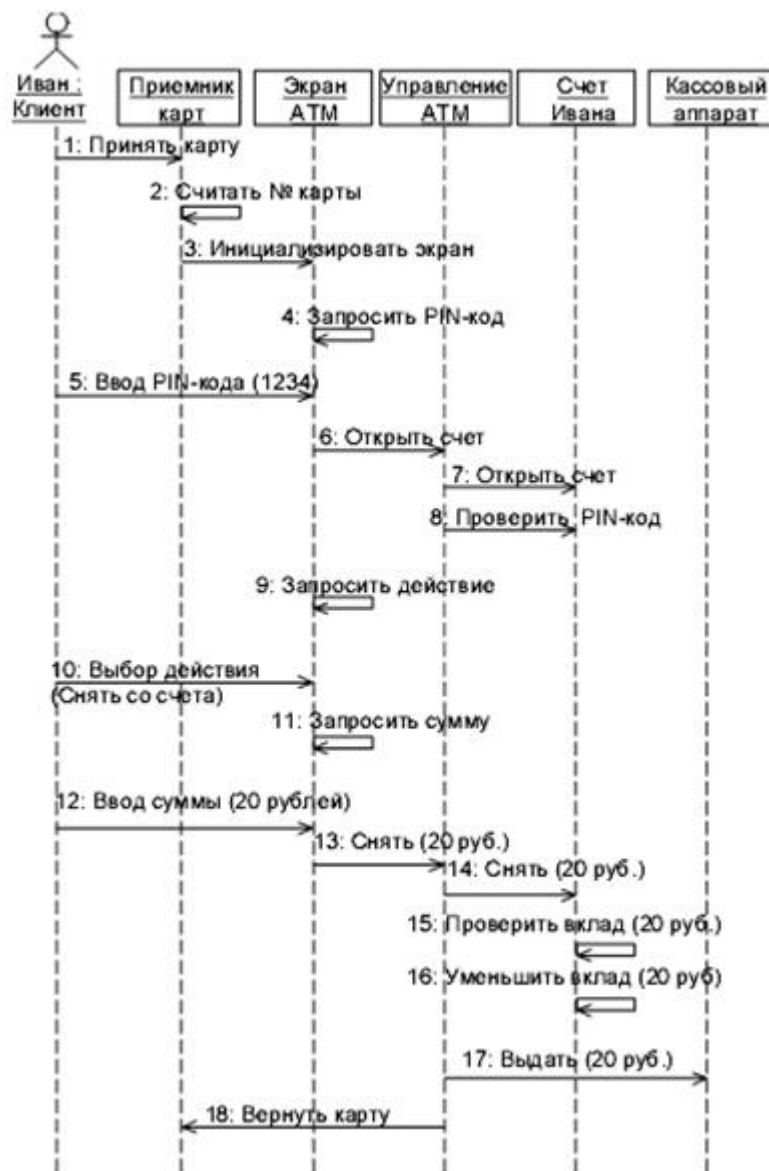 Иван :
Клиент
Приемник
карт
Экран
АТМ
Управление
АТМ
Счет
Ивана
Кассовый
аппарат
1: Принять карту
2: Считать № карты
3: Инициализировать экран
4: Запросить PIN-код
5: Ввод PIN-кода (1234)
6: Открыть счет
7: Открыть счет
8: Проверить PIN-код
9: Запросить действие
10: Выбор действия
(Снять со счета)
11: Запросить сумму
12: Ввод суммы (20 рублей)
13: Снять (20 руб.)
14: Снять (20 руб.)
15: Проверить вклад (20 руб.)
16: Уменьшить вклад (20 руб)
17: Выдать (20 руб.)
18: Вернуть карту